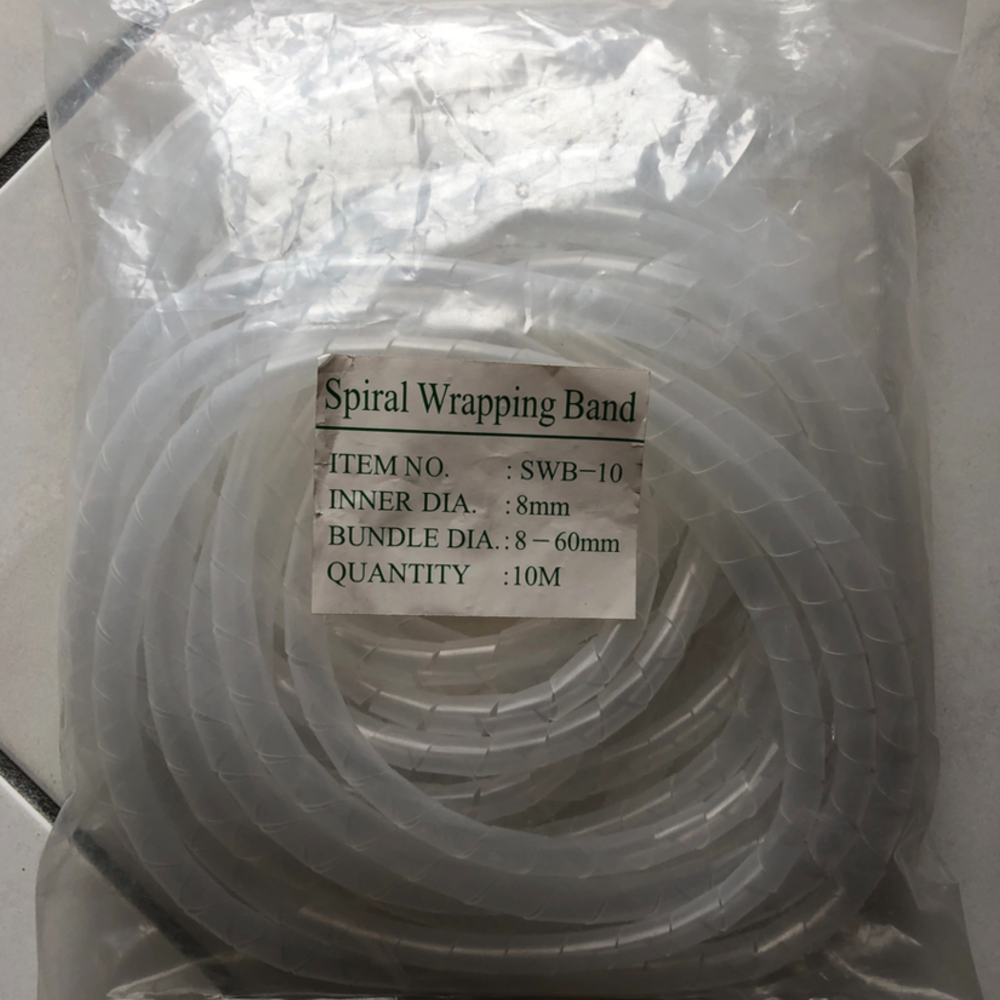 Spiral Wrapping Band
ITEM NO. : SWB-10
INNER DIA. : 8mm
BUNDLE DIA. : 8-60mm
QUANTITY : 10M